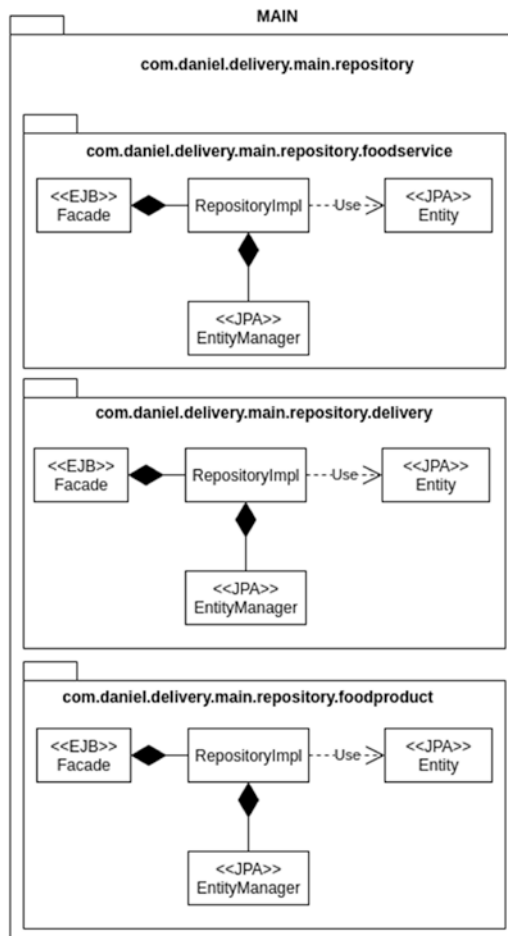 MAIN
com.daniel.delivery.main.repository
com.daniel.delivery.main.repository.foodservice
<<EJB>>
Facade
RepositoryImpl
Use
<<JPA>>
Entity
<<JPA>>
EntityManager
com.daniel.delivery.main.repository.delivery
<<EJB>>
Facade
RepositoryImpl
Use
<<JPA>>
Entity
<<JPA>>
EntityManager
com.daniel.delivery.main.repository.foodproduct
<<EJB>>
Facade
RepositoryImpl
Use
<<JPA>>
Entity
<<JPA>>
EntityManager